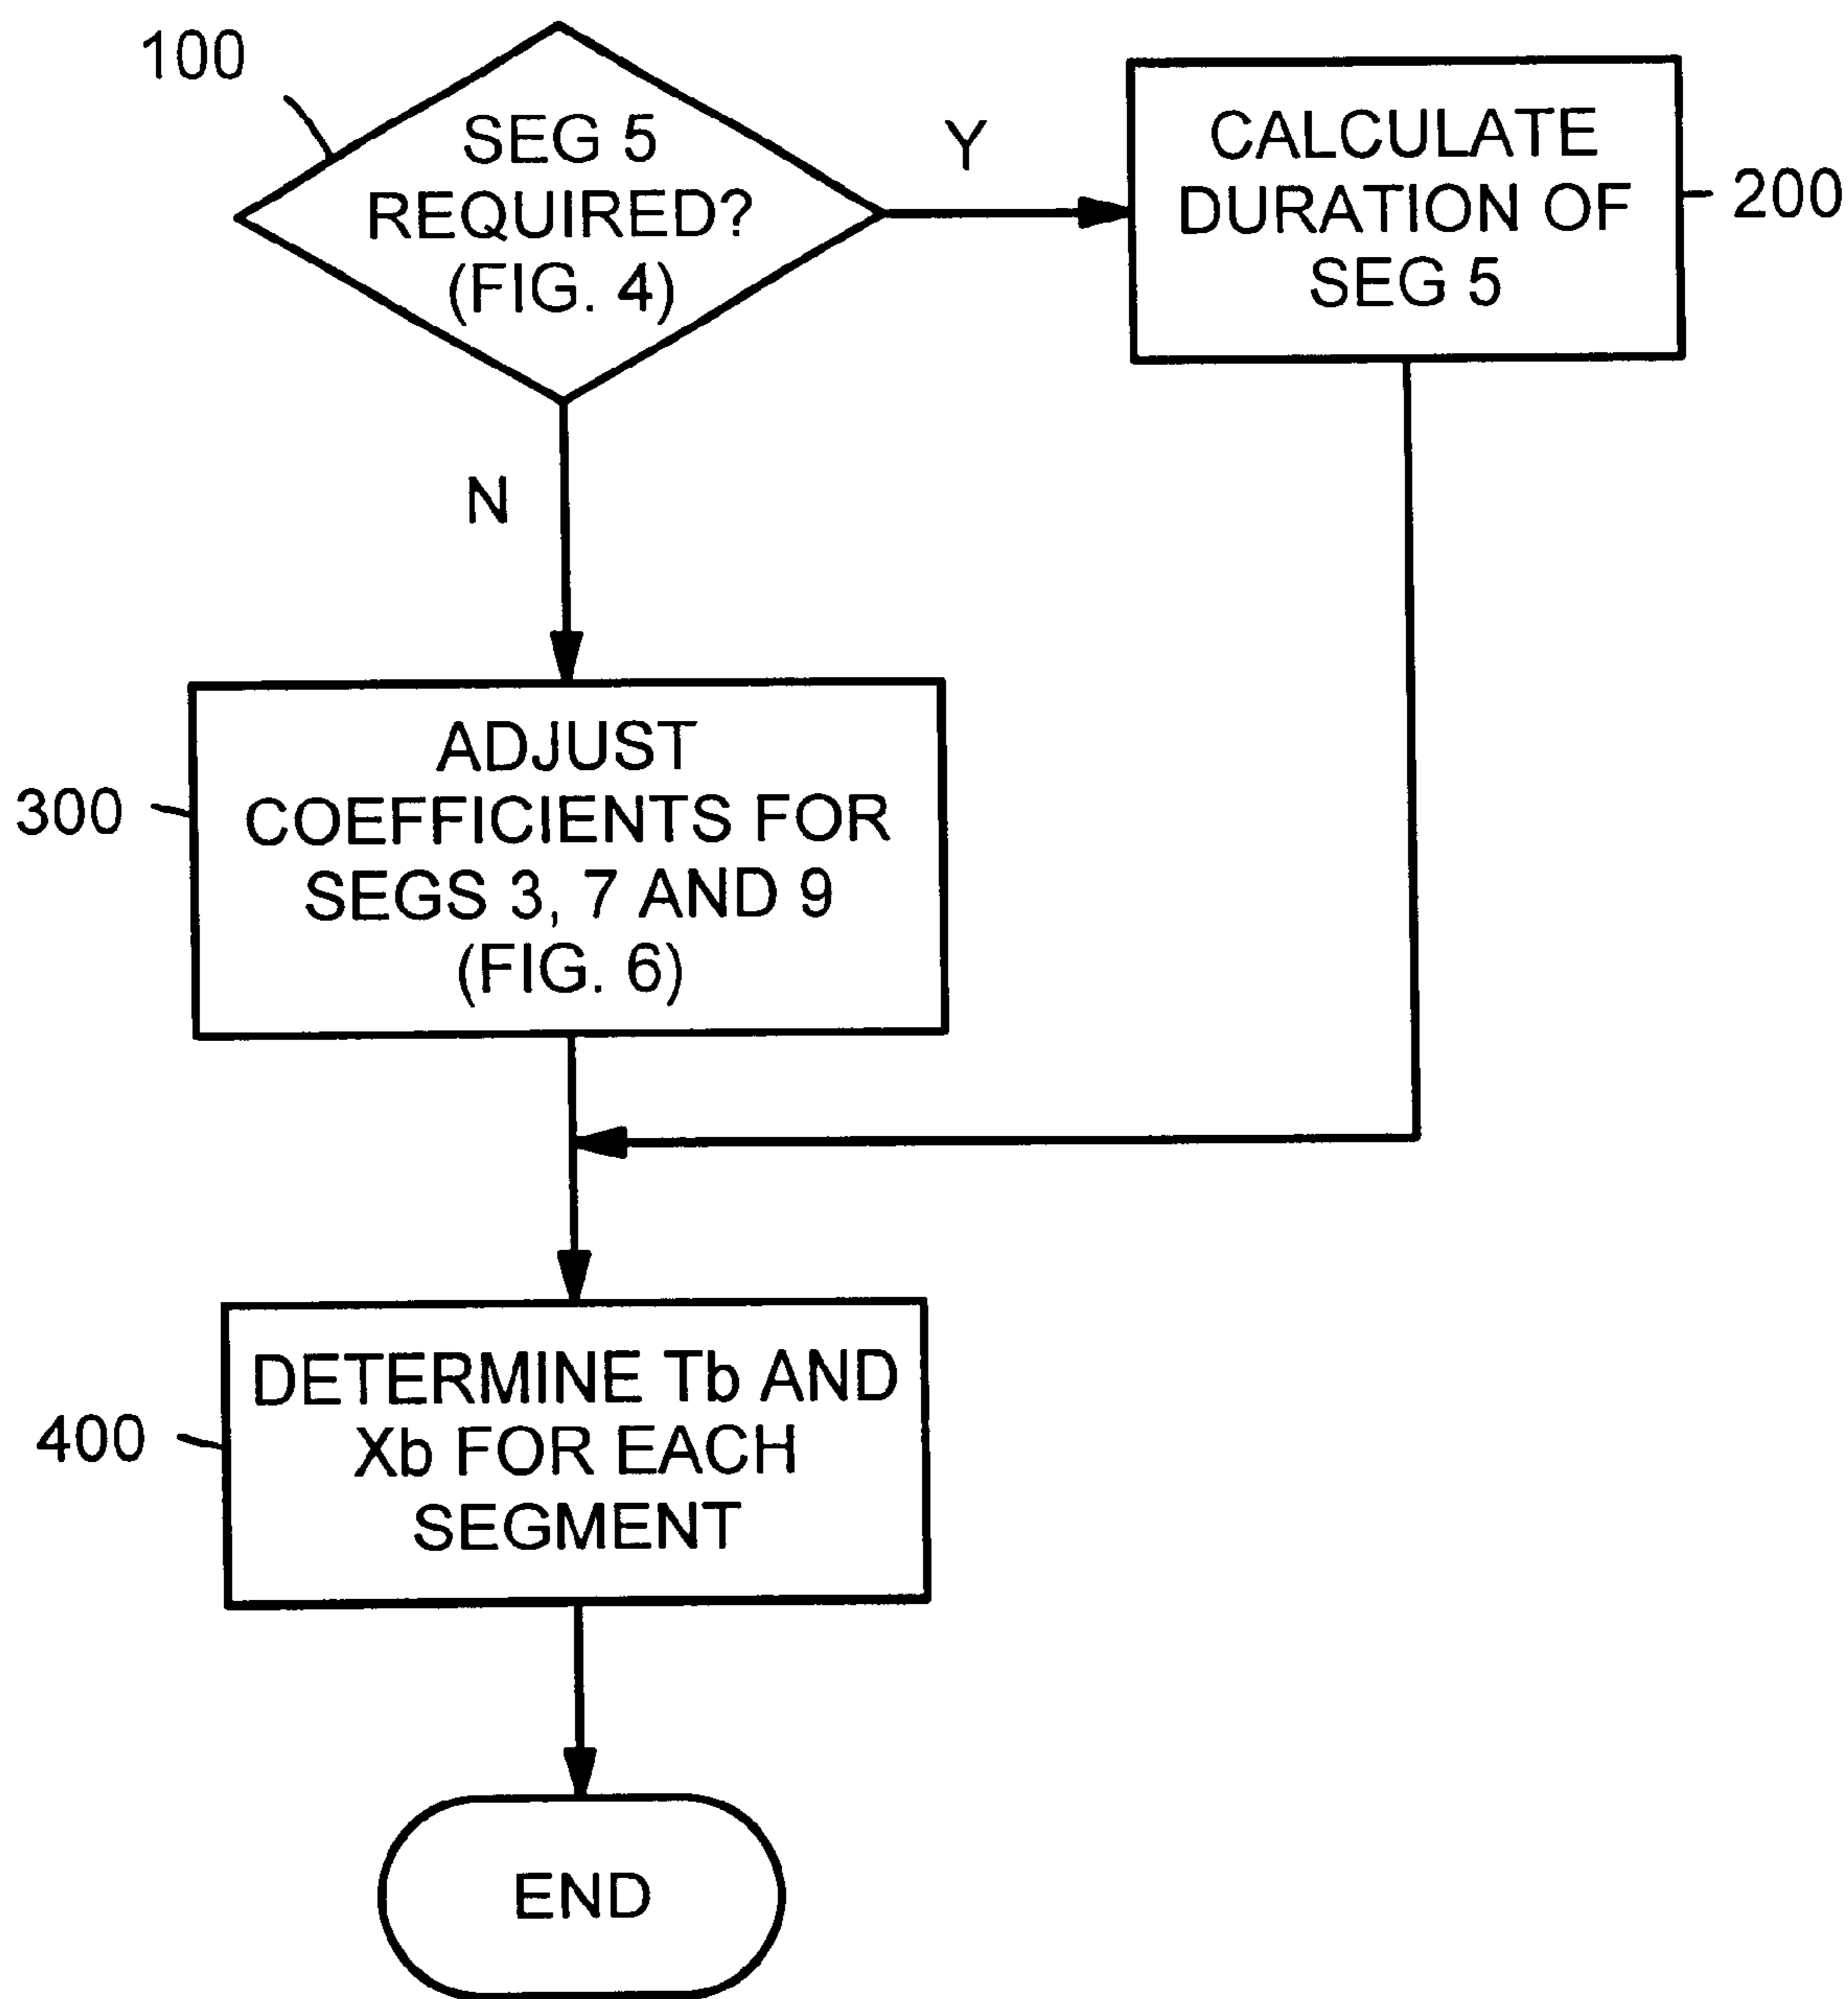 100
SEG 5
REQUIRED?
(FIG. 4)
Y
CALCULATE
DURATION OF
SEG 5
200
N
300
ADJUST
COEFFICIENTS FOR
SEGS 3, 7 AND 9
(FIG. 6)
400
DETERMINE Tb AND
Xb FOR EACH
SEGMENT
END